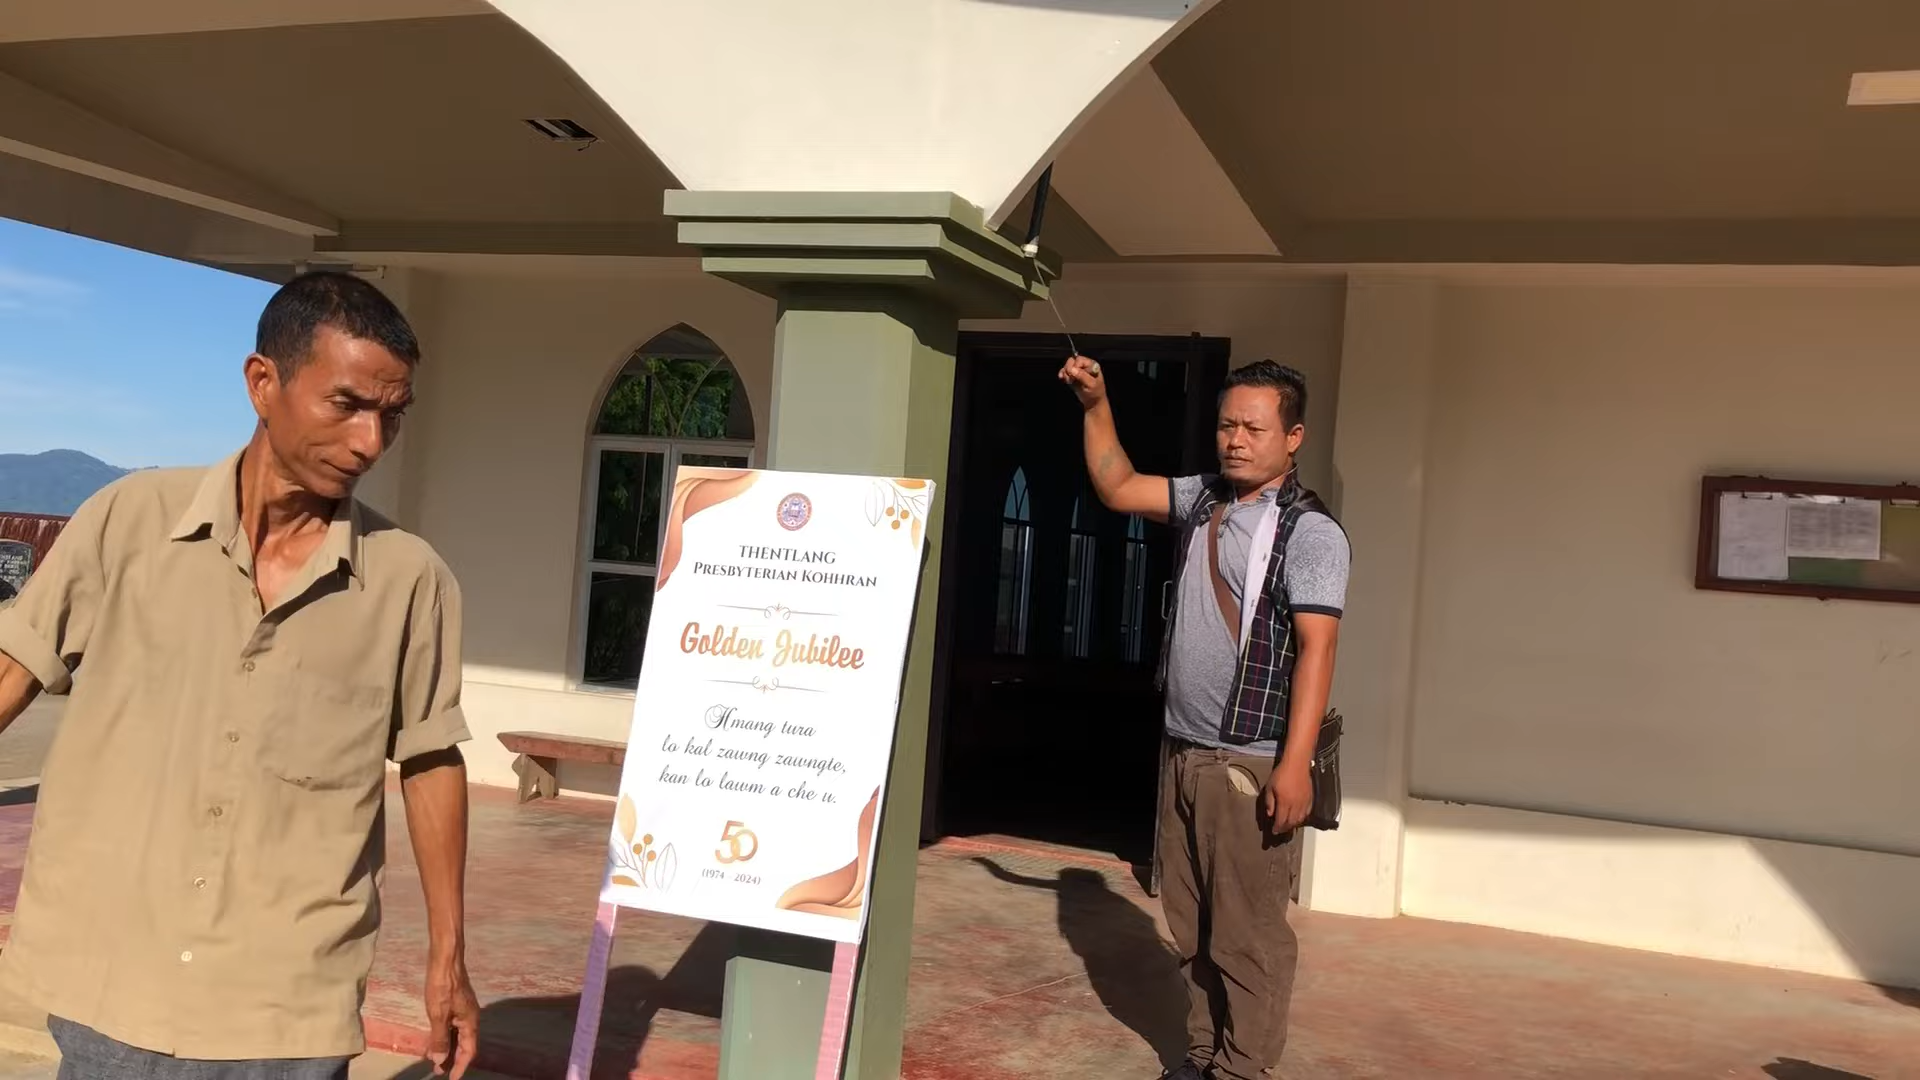 THENTLANG
PRESBYTERIAN KOHHRAN
Golden Jubilee
Hmang tura
lo kal zawng zawngte,
kan lo lawm a che u.
50
(1974 - 2024)